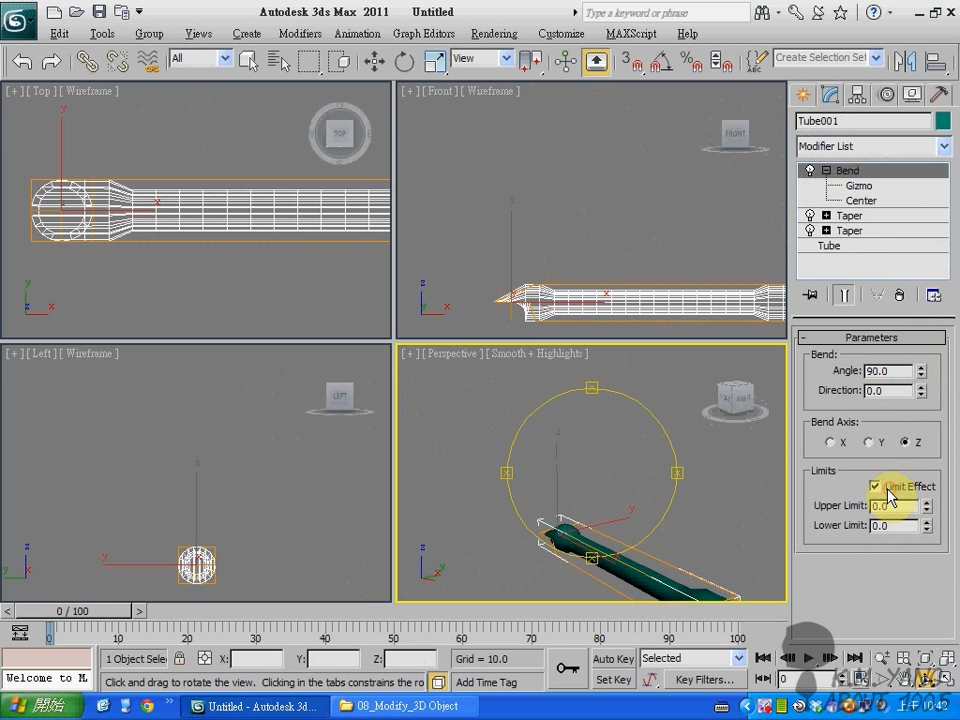 Autodesk 3ds Max 2011 Untitled
Type a keyword or phrase
Edit Tools Group Views Create Modifiers Animation Graph Editors Rendering Customize MAXScript Help
All View 3 % ABC Create Selection Set
[ + ] [ Top ] [ Wireframe ]
[ + ] [ Front ] [ Wireframe ]
TOP
FRONT
y
x
z
x
y
z x
z
y x
Tube001
Modifier List
Bend
Gizmo
Center
Taper
Taper
Tube
[ + ] [ Left ] [ Wireframe ]
[ + ] [ Perspective ] [ Smooth + Highlights ]
LEFT
z
y
z
y x
z
y
z
x
Parameters
Bend:
Angle: 90.0
Direction: 0.0
Bend Axis:
X Y Z
Limits
Limit Effect
Upper Limit: 0.0
Lower Limit: 0.0
< 0 / 100 >
0 10 20 30 40 50 60 70 80 90 100
1 Object Selec X: Y: Z: Grid = 10.0 Auto Key Selected
Welcome to M Click and drag to rotate the view. Clicking in the tabs constrains the ro Add Time Tag Set Key Key Filters... 0
開始 » Untitled - Autodesk 3d... 08_Modify_3D Object
10:42